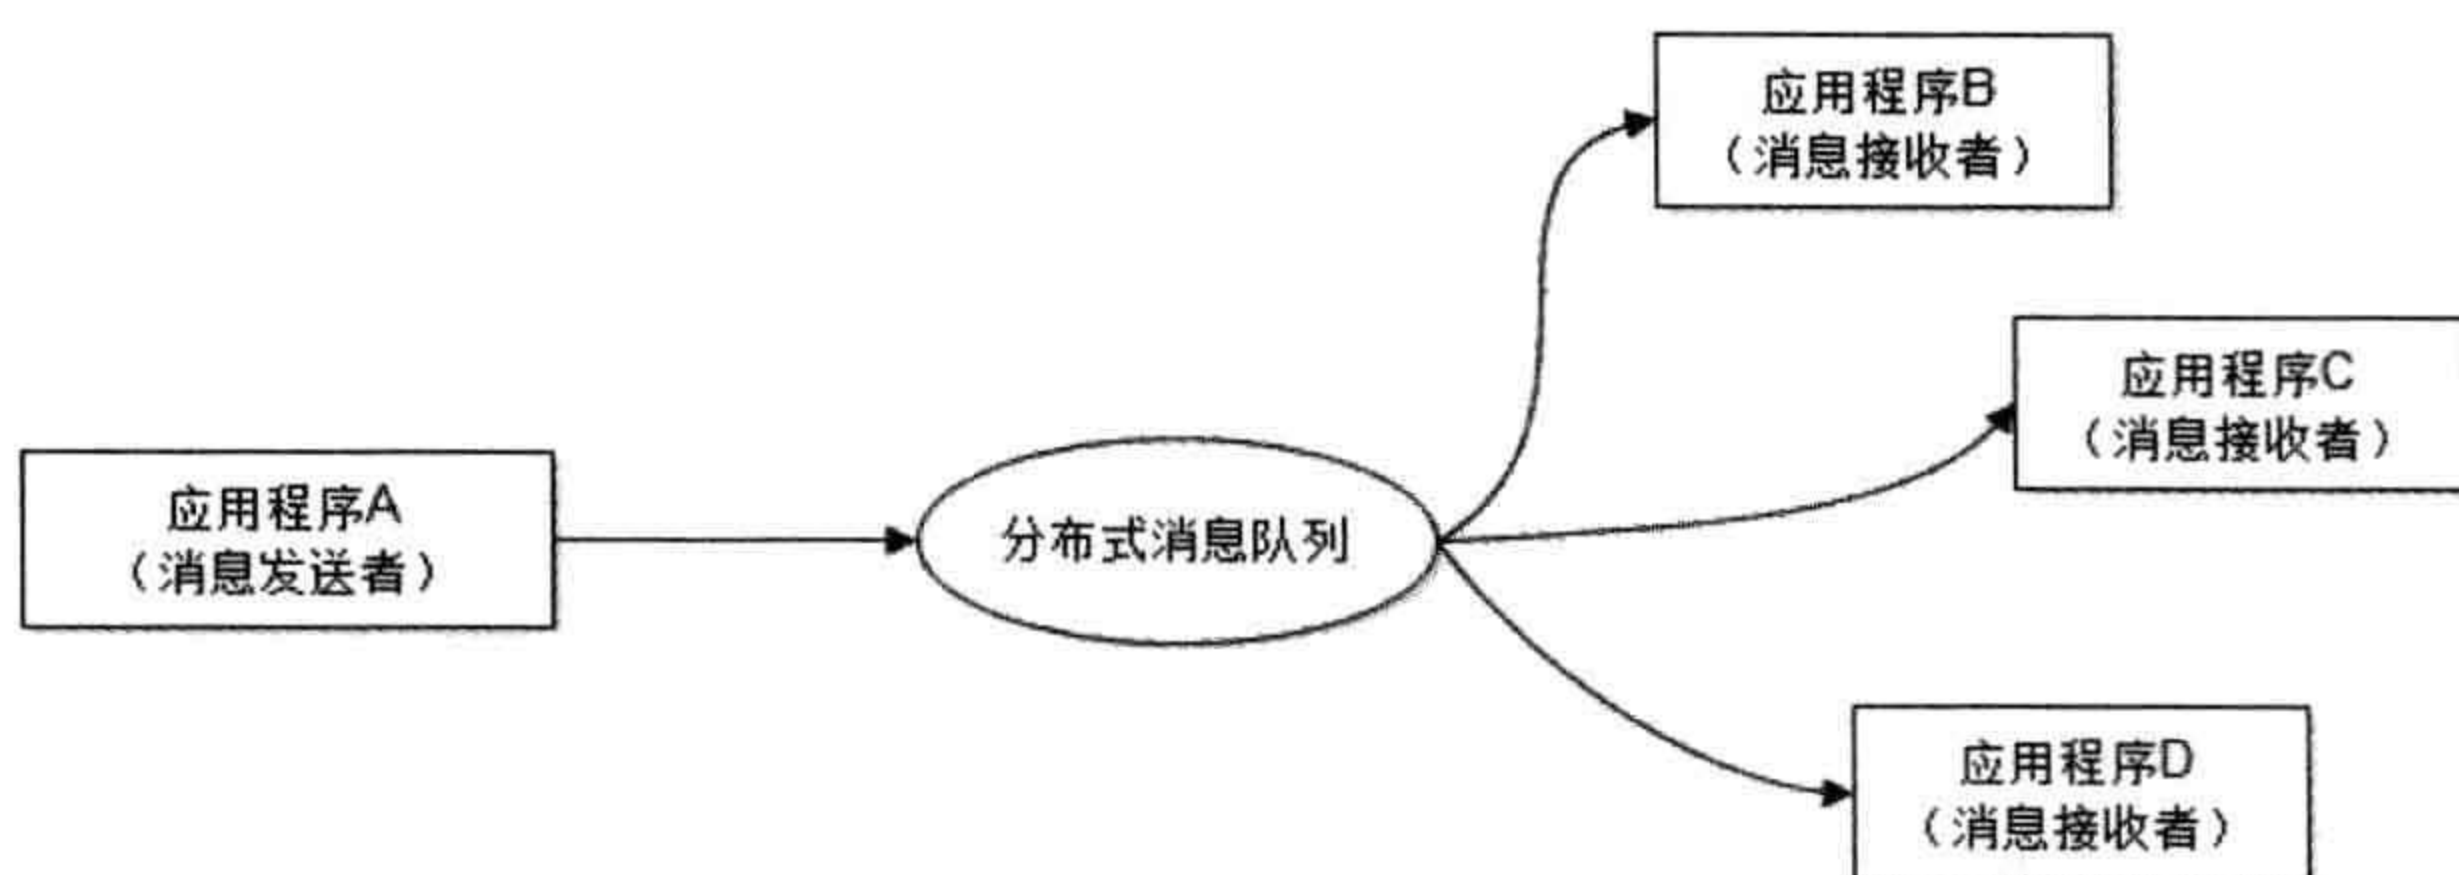 应用程序B
（消息接收者）
应用程序C
（消息接收者）
应用程序A
（消息发送者）
分布式消息队列
应用程序D
（消息接收者）